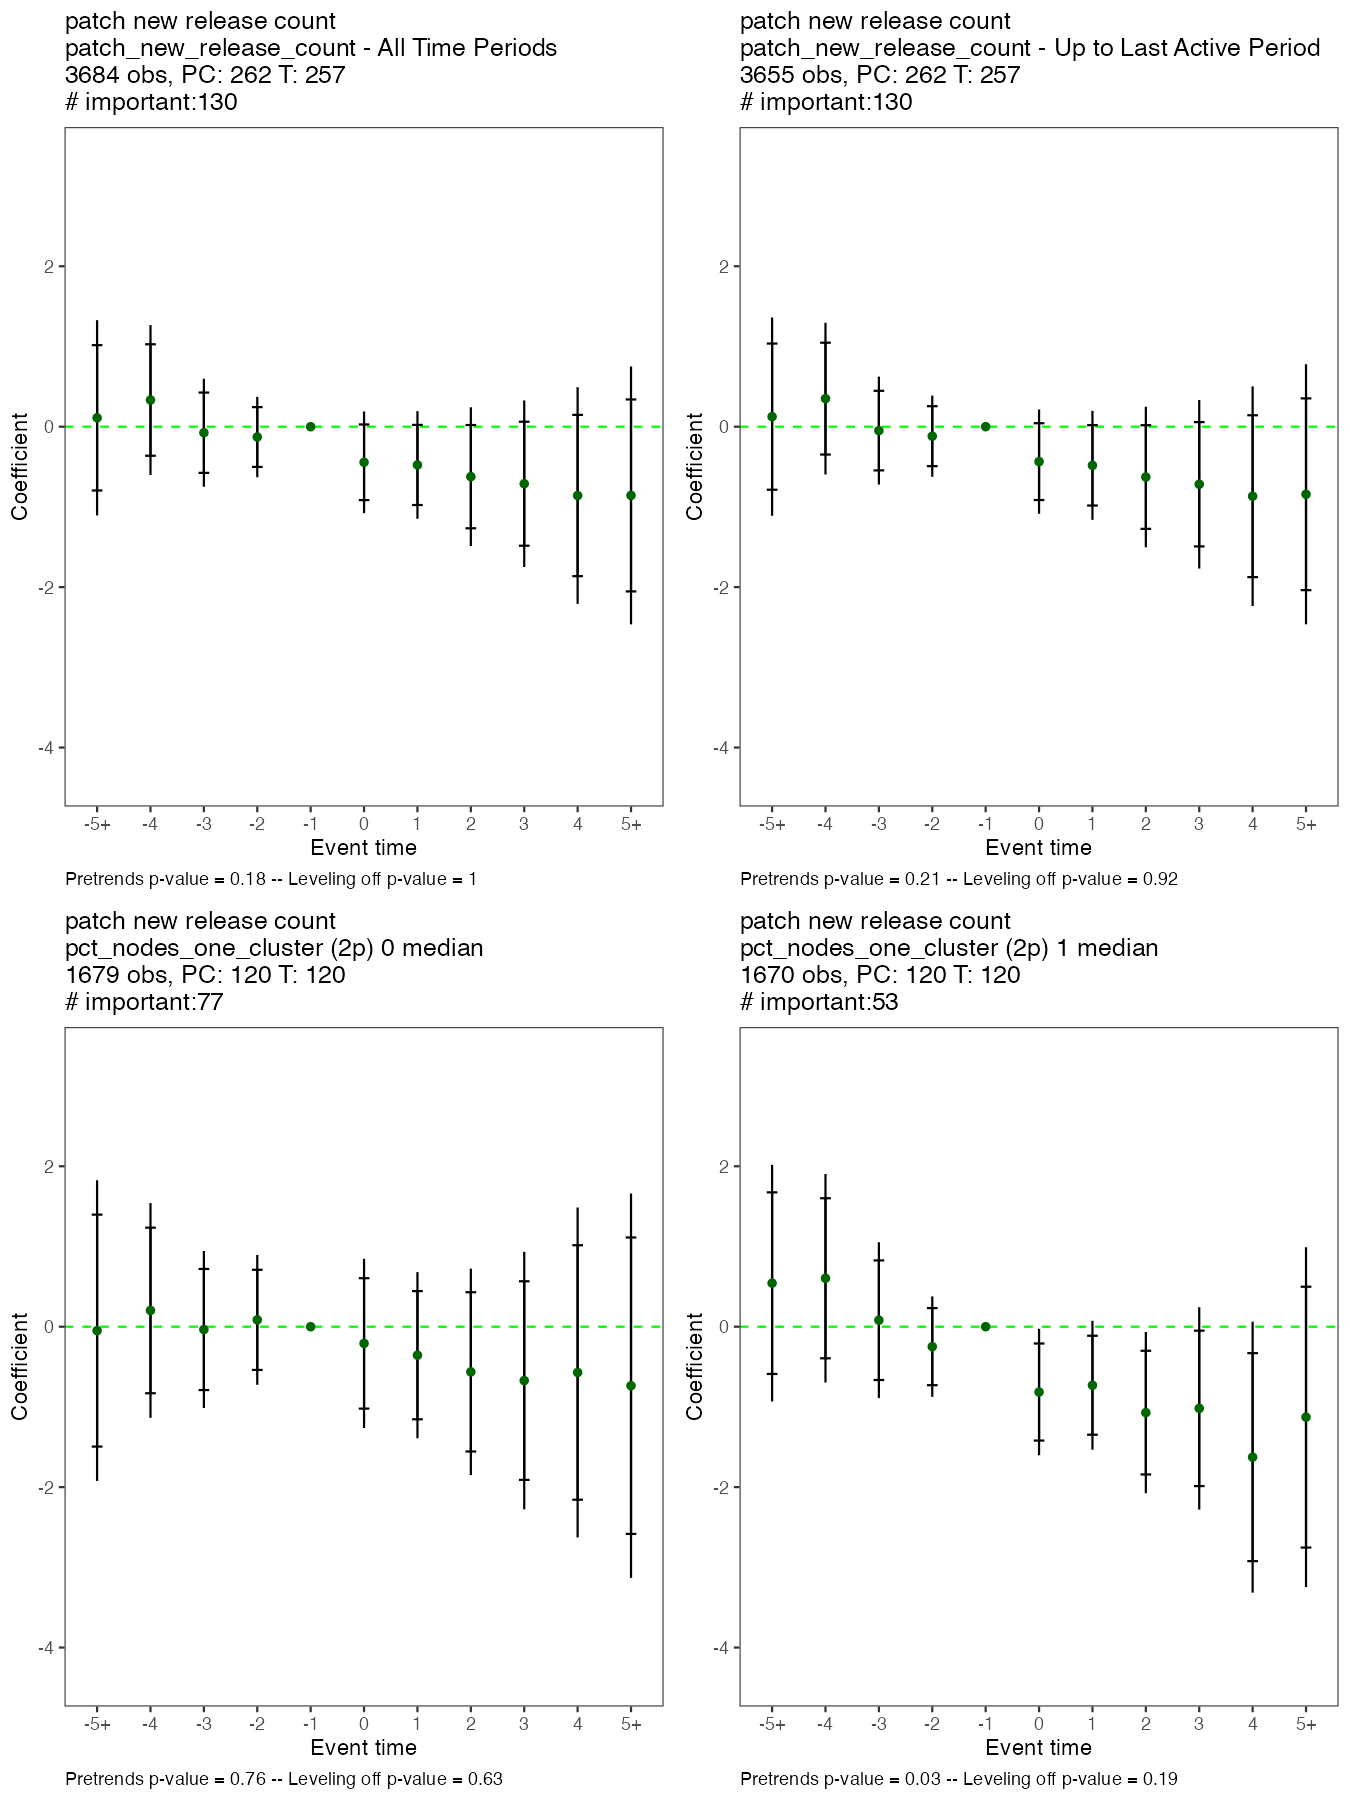 patch new release count
patch_new_release_count - All Time Periods
3684 obs, PC: 262 T: 257
# important:130
2
0
-2
-4
Coefficient
-5+ -4 -3 -2 -1 0 1 2 3 4 5+
Event time
Pretrends p-value = 0.18 -- Leveling off p-value = 1
patch new release count
patch_new_release_count - Up to Last Active Period
3655 obs, PC: 262 T: 257
# important:130
2
0
-2
-4
Coefficient
-5+ -4 -3 -2 -1 0 1 2 3 4 5+
Event time
Pretrends p-value = 0.21 -- Leveling off p-value = 0.92
patch new release count
pct_nodes_one_cluster (2p) 0 median
1679 obs, PC: 120 T: 120
# important:77
2
0
-2
-4
Coefficient
-5+ -4 -3 -2 -1 0 1 2 3 4 5+
Event time
Pretrends p-value = 0.76 -- Leveling off p-value = 0.63
patch new release count
pct_nodes_one_cluster (2p) 1 median
1670 obs, PC: 120 T: 120
# important:53
2
0
-2
-4
Coefficient
-5+ -4 -3 -2 -1 0 1 2 3 4 5+
Event time
Pretrends p-value = 0.03 -- Leveling off p-value = 0.19